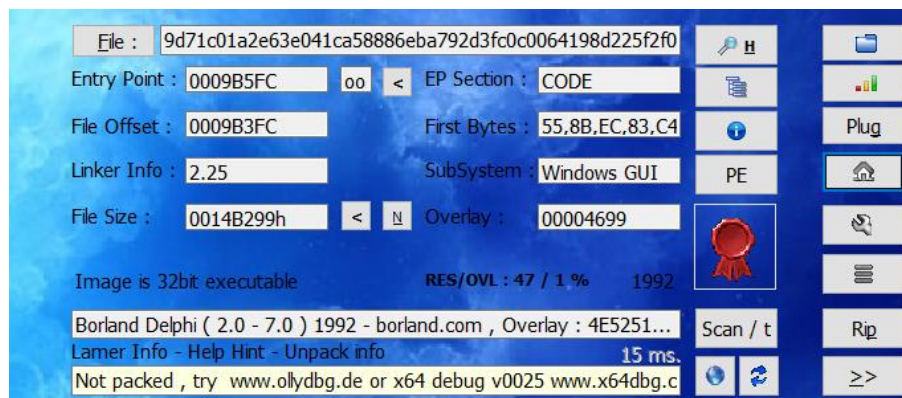 File : 9d71c01a2e63e041ca58886eba792d3fc0c0064198d225f2f0 H
Entry Point : 0009B5FC oo < EP Section : CODE
File Offset : 0009B3FC First Bytes : 55,8B,EC,83,C4 Plug
Linker Info : 2.25 SubSystem : Windows GUI PE
File Size : 0014B299h < N Overlay : 00004699
Image is 32bit executable RES/OVL : 47 / 1 % 1992
Borland Delphi ( 2.0 - 7.0 ) 1992 - borland.com , Overlay : 4E5251... Scan / t Rip
Lamer Info - Help Hint - Unpack info 15 ms.
Not packed , try www.ollydbg.de or x64 debug v0025 www.x64dbg.c >>